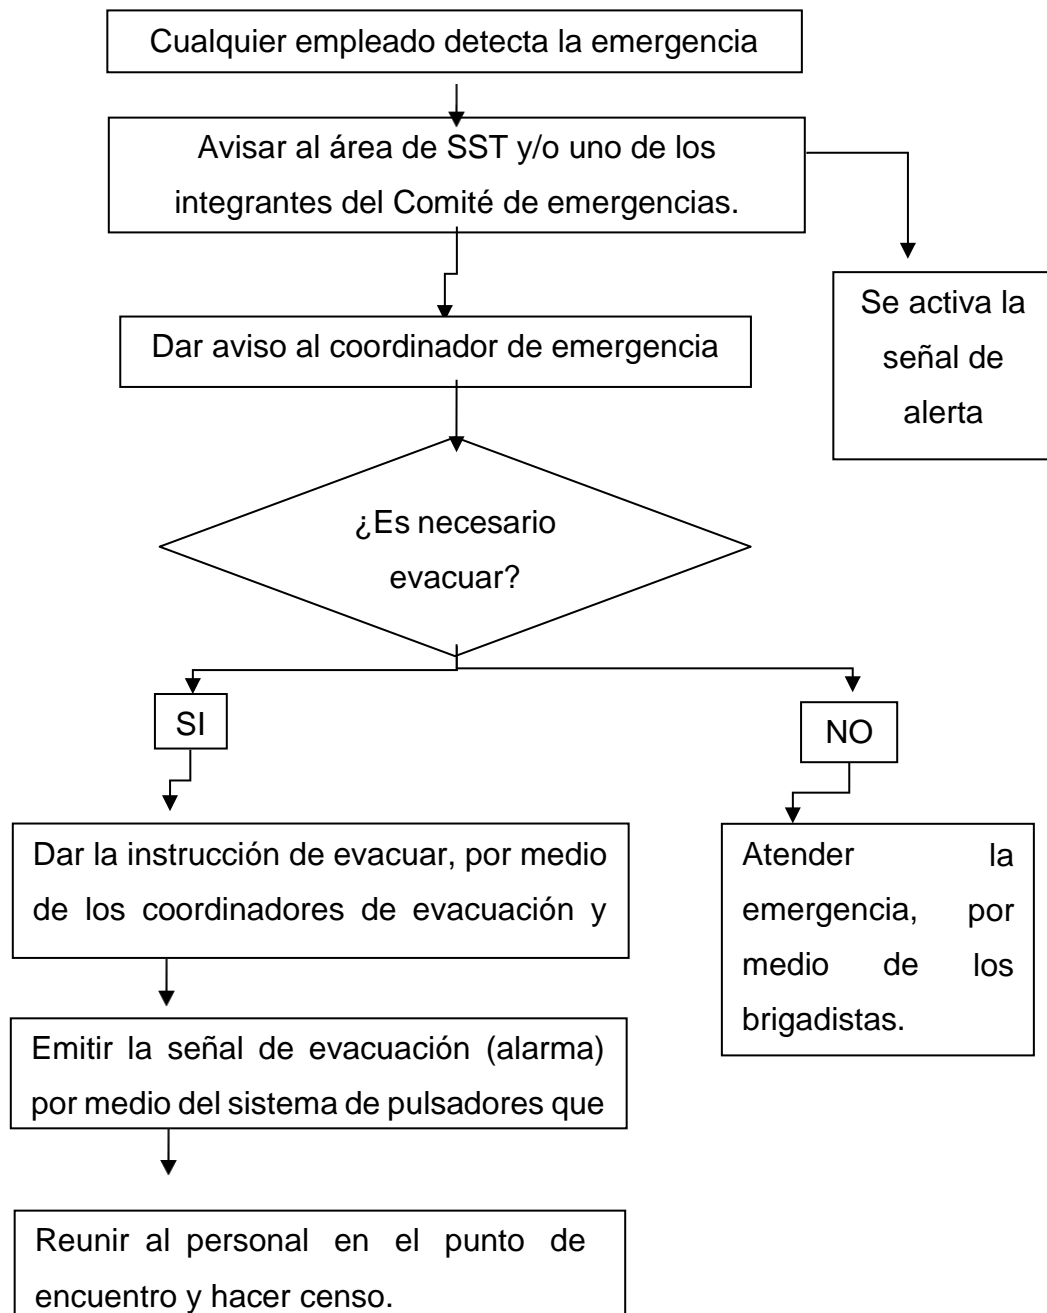 Cualquier empleado detecta la emergencia
Avisar al área de SST y/o uno de los
integrantes del Comité de emergencias.
Se activa la
señal de
alerta
Dar aviso al coordinador de emergencia
¿Es necesario
evacuar?
SI
NO
Dar la instrucción de evacuar, por medio
de los coordinadores de evacuación y
Atender la
emergencia, por
medio de los
brigadistas.
Emitir la señal de evacuación (alarma)
por medio del sistema de pulsadores que
Reunir al personal en el punto de
encuentro y hacer censo.